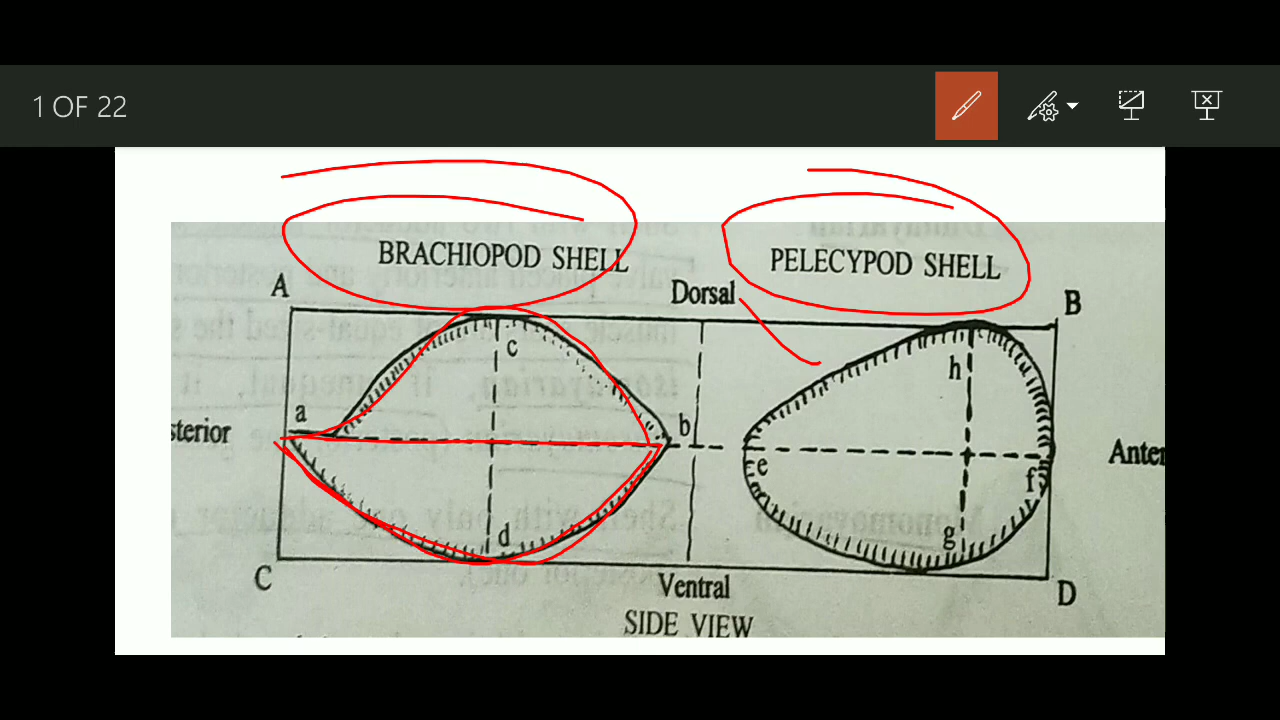 1 OF 22
BRACHIOPOD SHELL
PELECYPOD SHELL
A
Dorsal
B
c
h
a
b
sterior
Anter
e
f
d
g
C
Ventral
D
SIDE VIEW